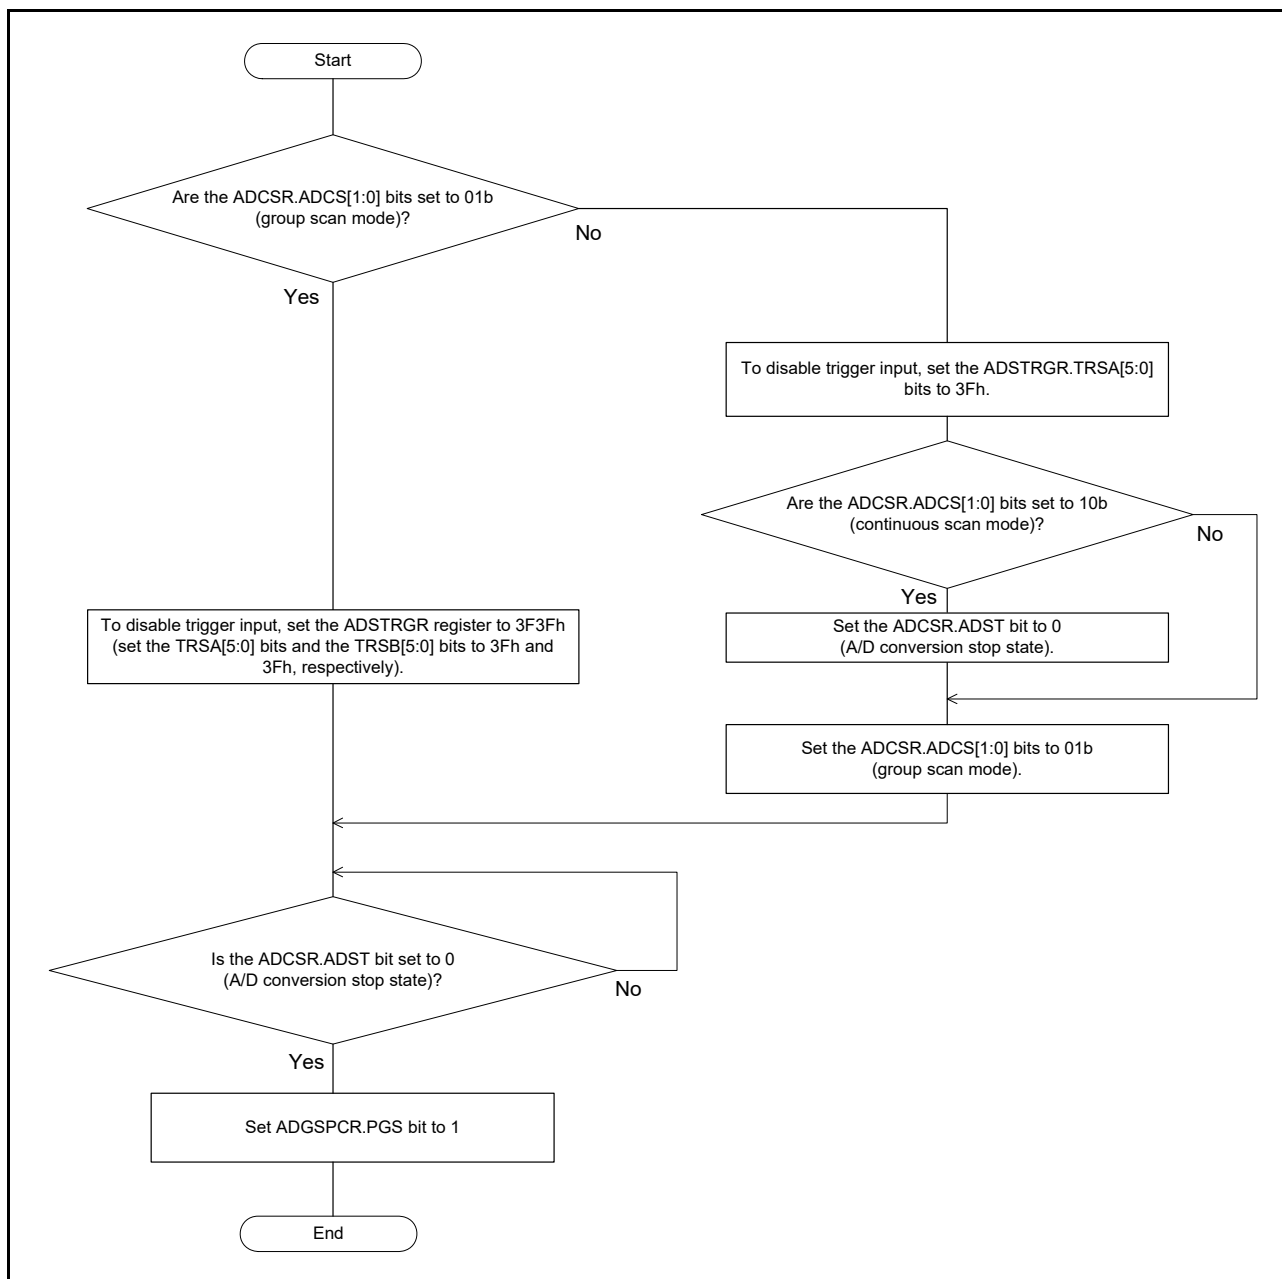 Start
Are the ADCSR.ADCS[1:0] bits set to 01b
(group scan mode)?
No
Yes
To disable trigger input, set the ADSTRGR.TRSA[5:0]
bits to 3Fh.
Are the ADCSR.ADCS[1:0] bits set to 10b
(continuous scan mode)?
No
Yes
To disable trigger input, set the ADSTRGR register to 3F3Fh
(set the TRSA[5:0] bits and the TRSB[5:0] bits to 3Fh and
3Fh, respectively).
Set the ADCSR.ADST bit to 0
(A/D conversion stop state).
Set the ADCSR.ADCS[1:0] bits to 01b
(group scan mode).
Is the ADCSR.ADST bit set to 0
(A/D conversion stop state)?
No
Yes
Set ADGSPCR.PGS bit to 1
End